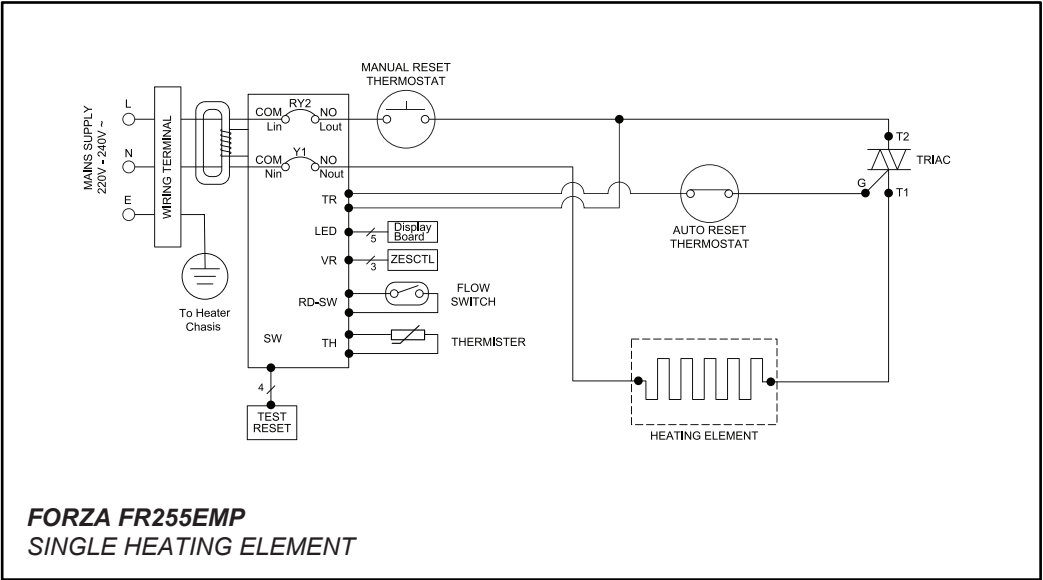 MANUAL RESET
THERMOSTAT
MAINS SUPPLY
220V - 240V ~
L
N
E
WIRING TERMINAL
COM
RY2
NO
Lin
Lout
COM
Y1
NO
Nin
Nout
TR
LED
5
Display
Board
VR
3
ZESCTL
RD-SW
FLOW
SWITCH
TH
THERMISTER
SW
4
TEST
RESET
To Heater
Chasis
T2
TRIAC
G
T1
AUTO RESET
THERMOSTAT
HEATING ELEMENT
FORZA FR255EMP
SINGLE HEATING ELEMENT